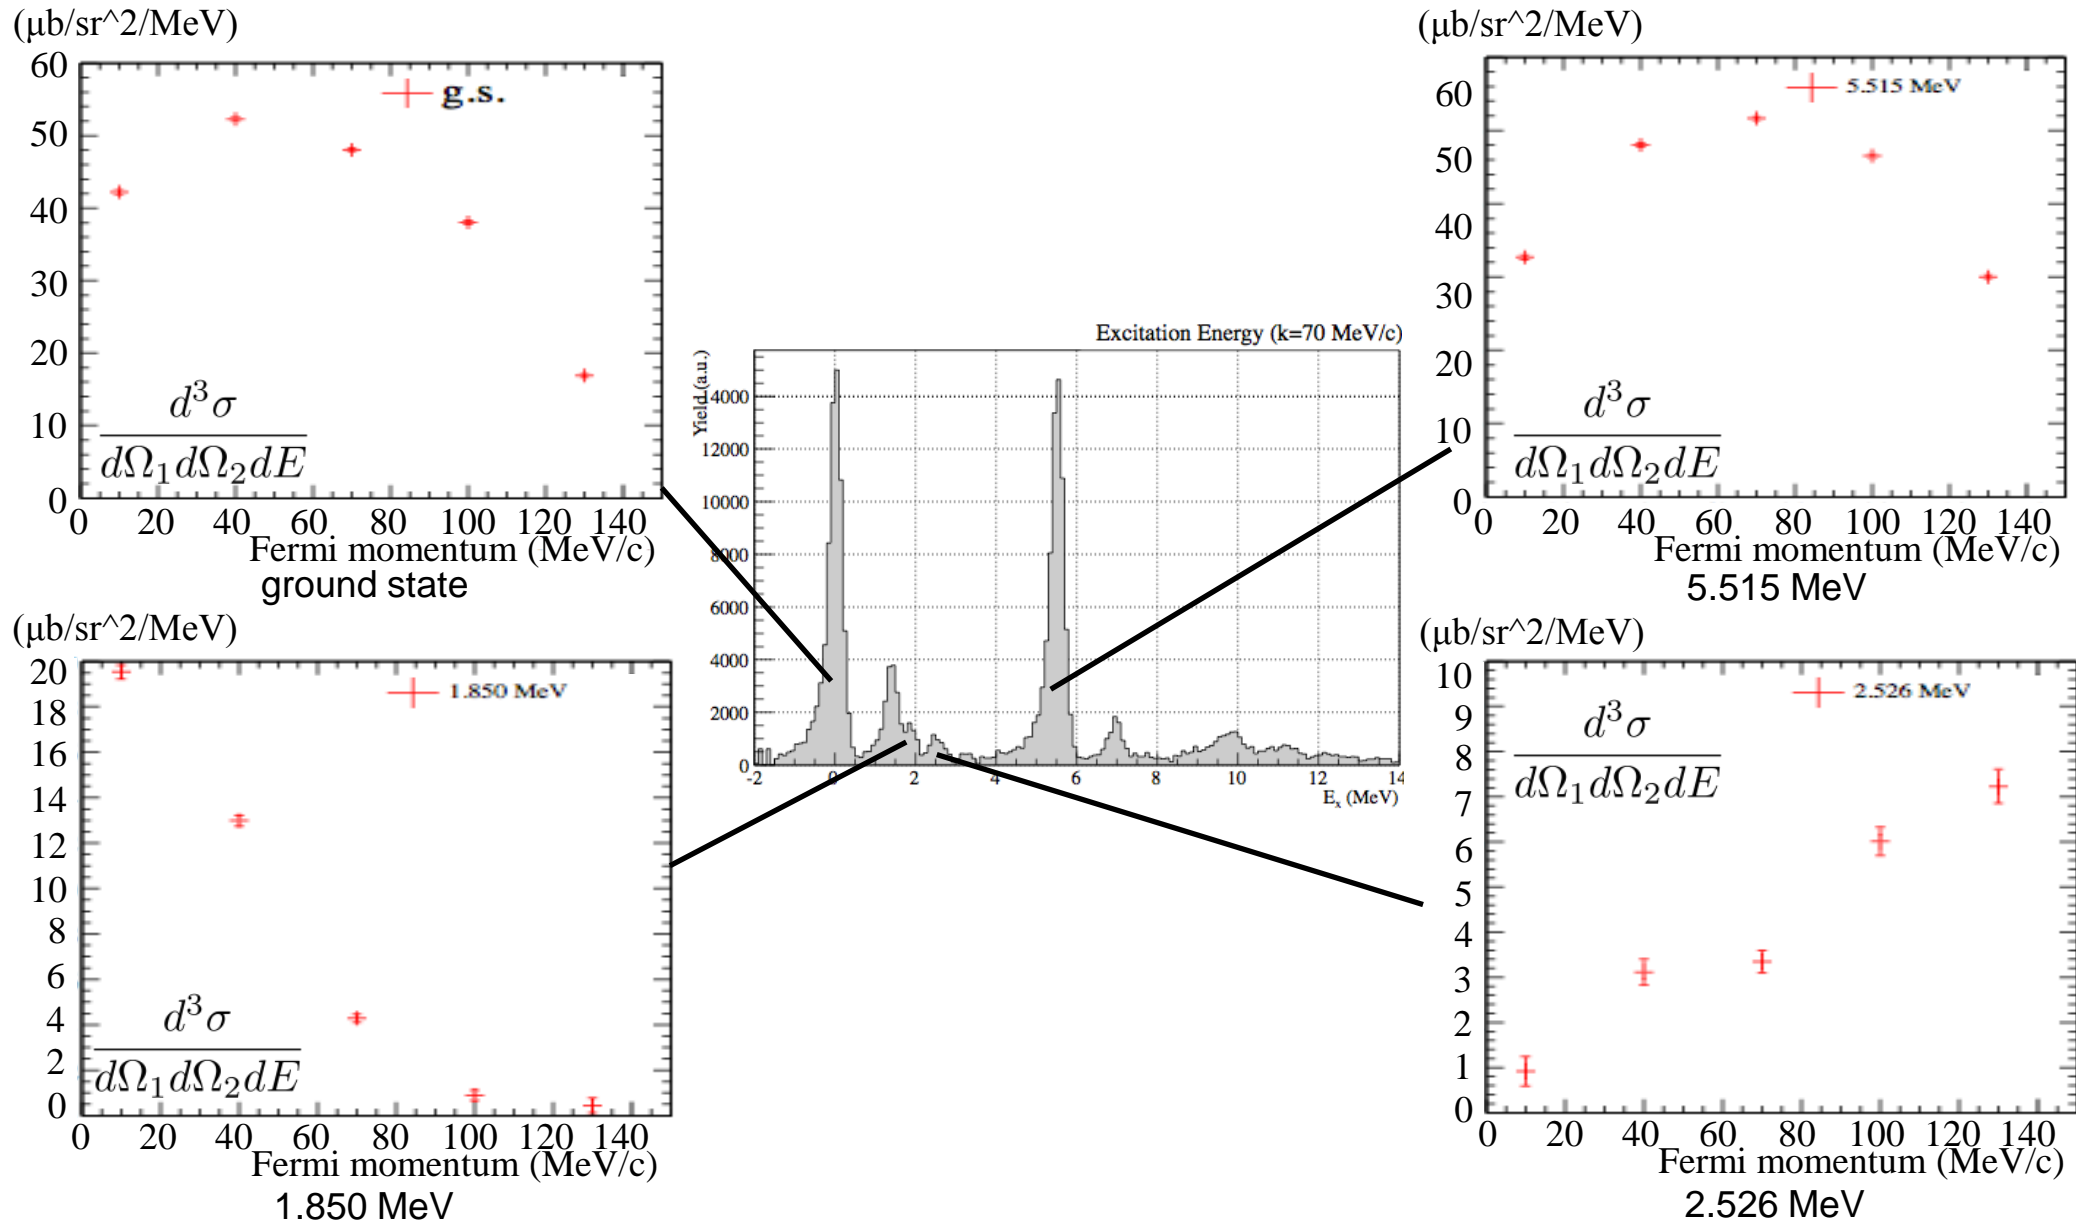 (μb/sr^2/MeV)
60
50
40
30
20
10
0
g.s.
d³σ
dΩ₁dΩ₂dE
0 20 40 60 80 100 120 140
Fermi momentum (MeV/c)
ground state
(μb/sr^2/MeV)
60
50
40
30
20
10
0
5.515 MeV
d³σ
dΩ₁dΩ₂dE
0 20 40 60 80 100 120 140
Fermi momentum (MeV/c)
5.515 MeV
Excitation Energy (k=70 MeV/c)
Yield (a.u.)
14000
12000
10000
8000
6000
4000
2000
0
-2 0 2 4 6 8 10 12 14
Eₓ (MeV)
(μb/sr^2/MeV)
20
18
16
14
12
10
8
6
4
2
0
1.850 MeV
d³σ
dΩ₁dΩ₂dE
0 20 40 60 80 100 120 140
Fermi momentum (MeV/c)
1.850 MeV
(μb/sr^2/MeV)
10
9
8
7
6
5
4
3
2
1
0
2.526 MeV
d³σ
dΩ₁dΩ₂dE
0 20 40 60 80 100 120 140
Fermi momentum (MeV/c)
2.526 MeV